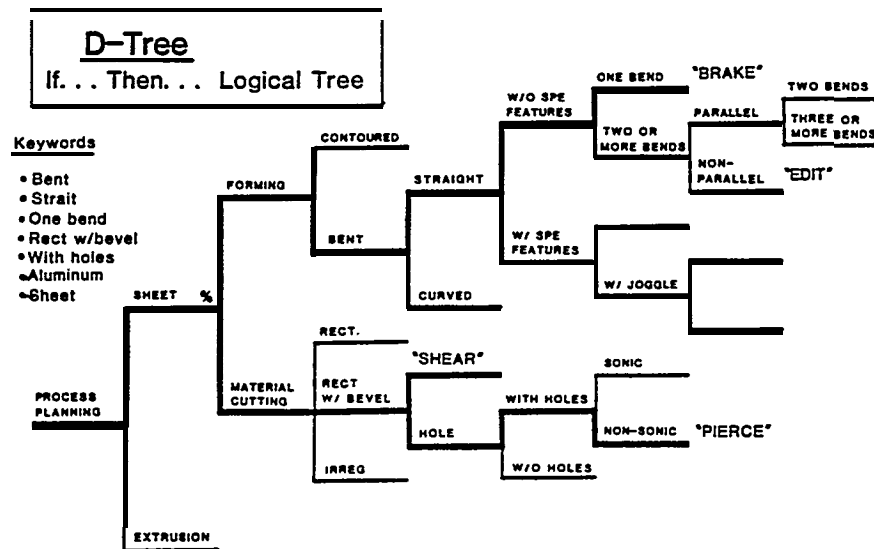 D-Tree
If. . . Then. . . Logical Tree
Keywords
• Bent
• Strait
• One bend
• Rect w/bevel
• With holes
• Aluminum
• Sheet
PROCESS
PLANNING
SHEET %
EXTRUSION
FORMING
MATERIAL
CUTTING
CONTOURED
BENT
RECT.
RECT
W/ BEVEL
IRREG
STRAIGHT
CURVED
"SHEAR"
HOLE
W/O SPE
FEATURES
W/ SPE
FEATURES
WITH HOLES
W/O HOLES
ONE BEND
TWO OR
MORE BENDS
W/ JOGGLE
SONIC
NON-SONIC
"BRAKE"
PARALLEL
NON-
PARALLEL
"EDIT"
"PIERCE"
TWO BENDS
THREE OR
MORE BENDS